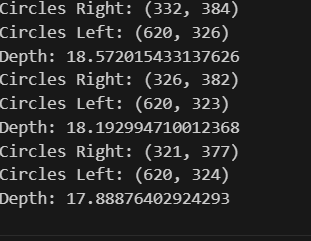 Circles Right: (332, 384)
Circles Left: (620, 326)
Depth: 18.572015433137626
Circles Right: (326, 382)
Circles Left: (620, 323)
Depth: 18.192994710012368
Circles Right: (321, 377)
Circles Left: (620, 324)
Depth: 17.88876402924293